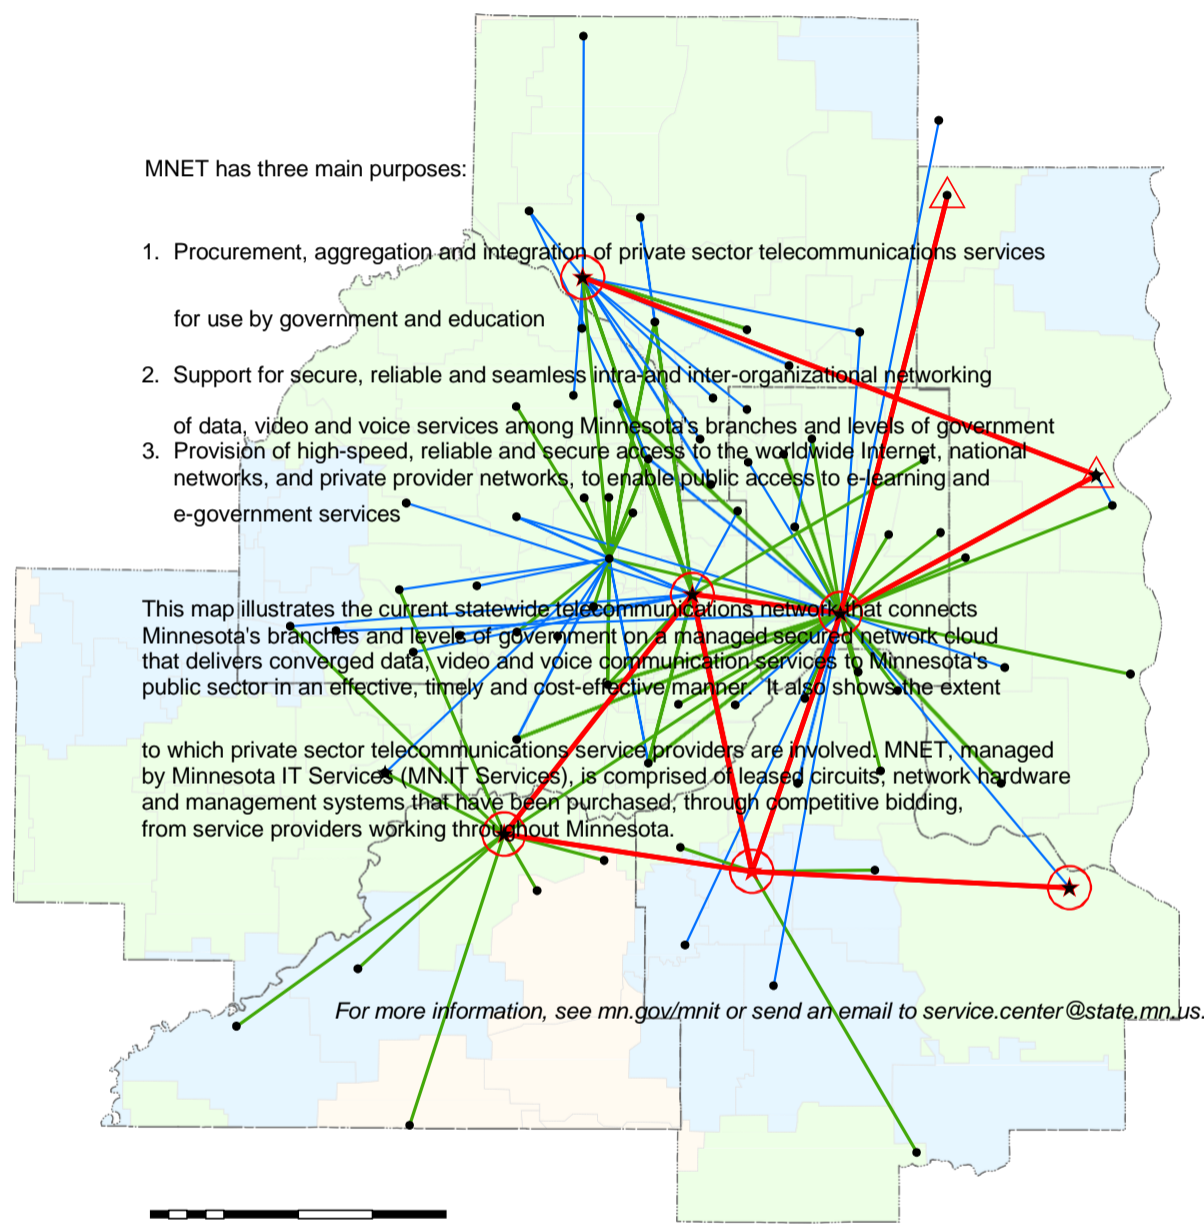 MNET has three main purposes:
1. Procurement, aggregation and integration of private sector telecommunications services
for use by government and education
2. Support for secure, reliable and seamless intra-and inter-organizational networking
of data, video and voice services among Minnesota's branches and levels of government
3. Provision of high-speed, reliable and secure access to the worldwide Internet, national
networks, and private provider networks, to enable public access to e-learning and
e-government services
This map illustrates the current statewide telecommunications network that connects
Minnesota's branches and levels of government on a managed secured network cloud
that delivers converged data, video and voice communication services to Minnesota's
public sector in an effective, timely and cost-effective manner. It also shows the extent
to which private sector telecommunications service providers are involved. MNET, managed
by Minnesota IT Services (MN.IT Services), is comprised of leased circuits, network hardware
and management systems that have been purchased, through competitive bidding,
from service providers working throughout Minnesota.
For more information, see mn.gov/mnit or send an email to service.center@state.mn.us.